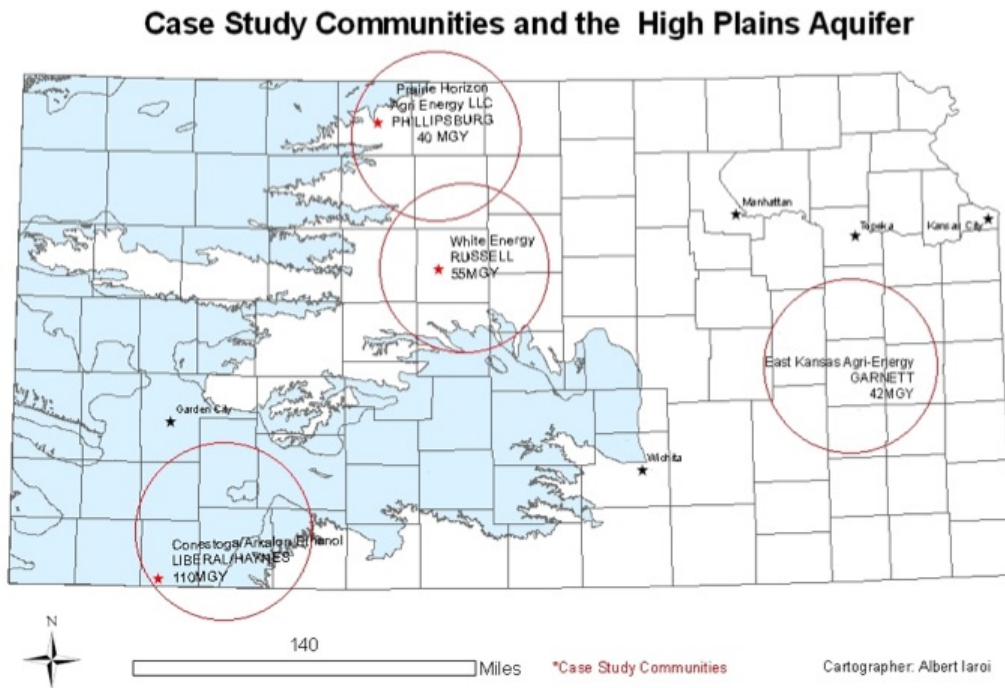 Case Study Communities and the High Plains Aquifer
Prairie Horizon
Agri Energy LLC
PHILLIPSBURG
40 MGY
Manhattan
Topeka
Kansas City
White Energy
RUSSELL
55MGY
East Kansas Agri-Energy
GARNETT
42MGY
Garden City
Wichita
Conestoga/Arkalon Ethanol
LIBERAL/HAYNES
110MGY
N
140
Miles
*Case Study Communities
Cartographer: Albert Iaroi